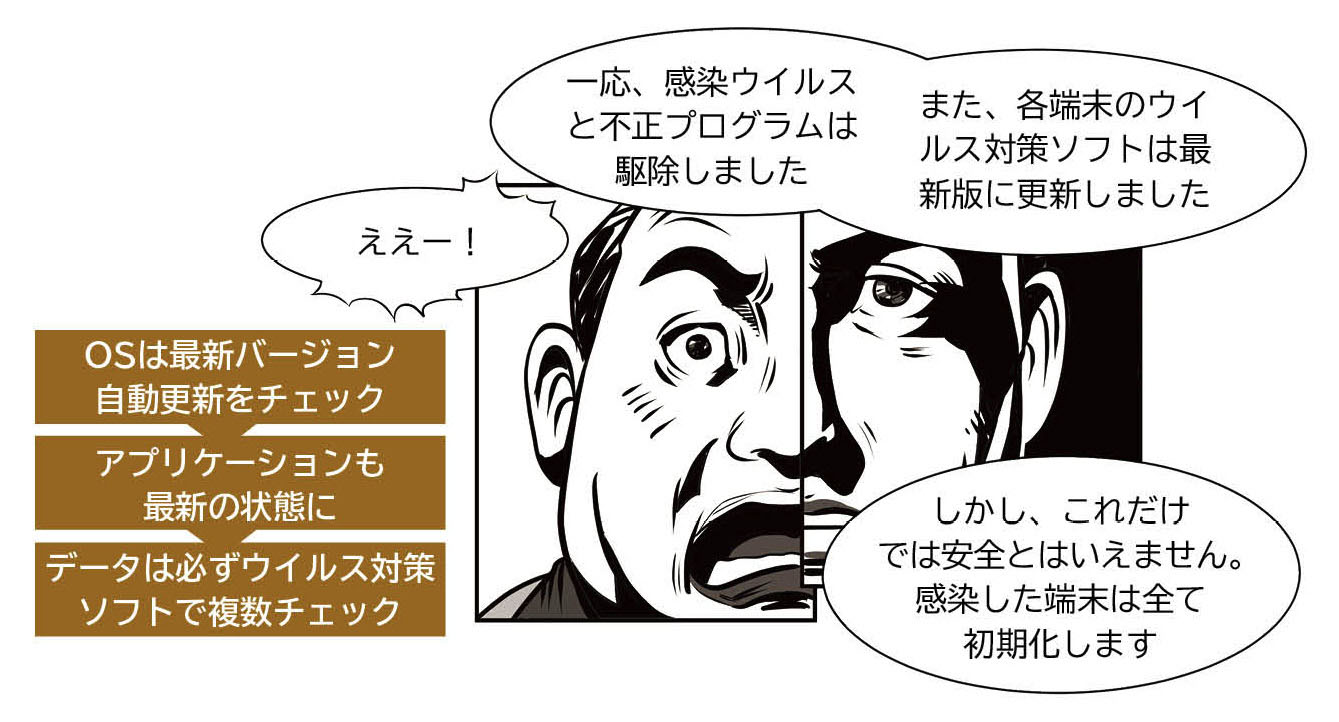 一応、感染ウイルス
と不正プログラムは
駆除しました
また、各端末のウイ
ルス対策ソフトは最
新版に更新しました
ええー！
しかし、これだけ
では安全とはいえません。
感染した端末は全て
初期化します
OSは最新バージョン
自動更新をチェック
アプリケーションも
最新の状態に
データは必ずウイルス対策
ソフトで複数チェック